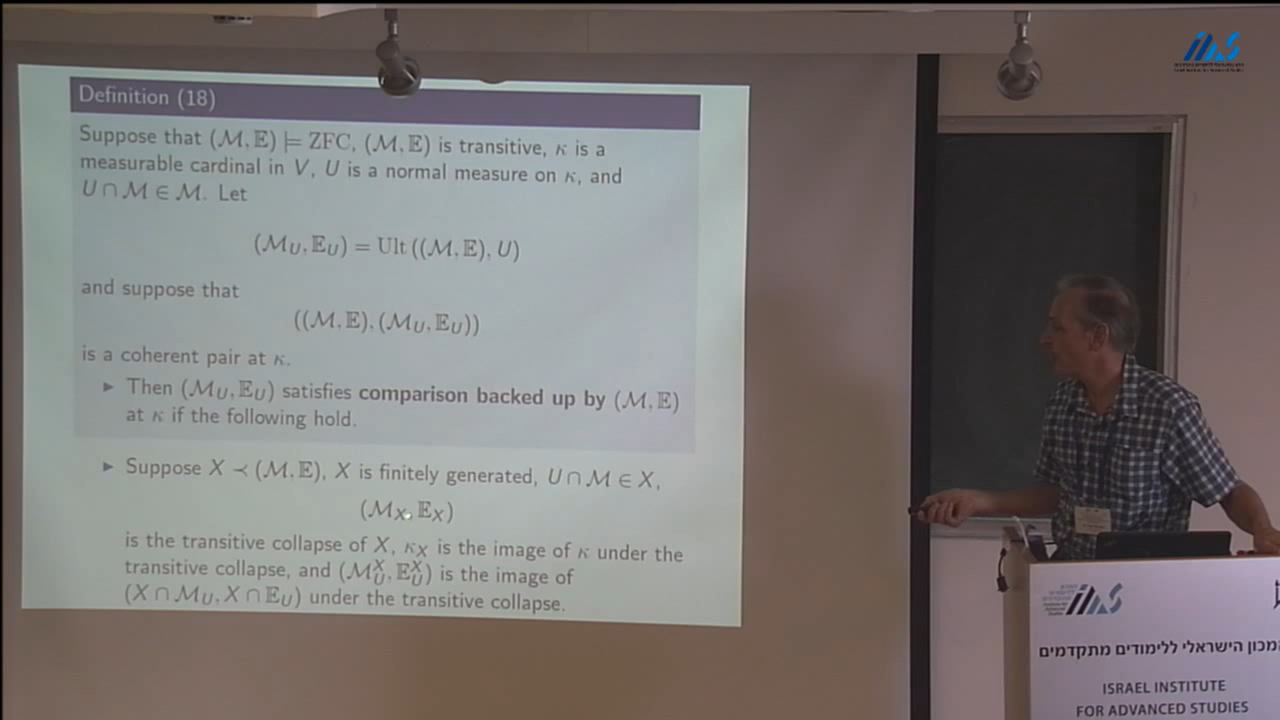 Definition (18)
Suppose that (ℳ, 𝔼) ⊨ ZFC, (ℳ, 𝔼) is transitive, κ is a
measurable cardinal in V, U is a normal measure on κ, and
U ∩ ℳ ∈ ℳ. Let
(ℳ_U, 𝔼_U) = Ult ((ℳ, 𝔼), U)
and suppose that
((ℳ, 𝔼), (ℳ_U, 𝔼_U))
is a coherent pair at κ.
▶ Then (ℳ_U, 𝔼_U) satisfies comparison backed up by (ℳ, 𝔼)
at κ if the following hold.
▶ Suppose X ≺ (ℳ, 𝔼), X is finitely generated, U ∩ ℳ ∈ X,
(ℳ_X, 𝔼_X)
is the transitive collapse of X, κ_X is the image of κ under the
transitive collapse, and (ℳ_U^X, 𝔼_U^X) is the image of
(X ∩ ℳ_U, X ∩ 𝔼_U) under the transitive collapse.
IIAS
המכון הישראלי ללימודים מתקדמים
ISRAEL INSTITUTE
FOR ADVANCED STUDIES